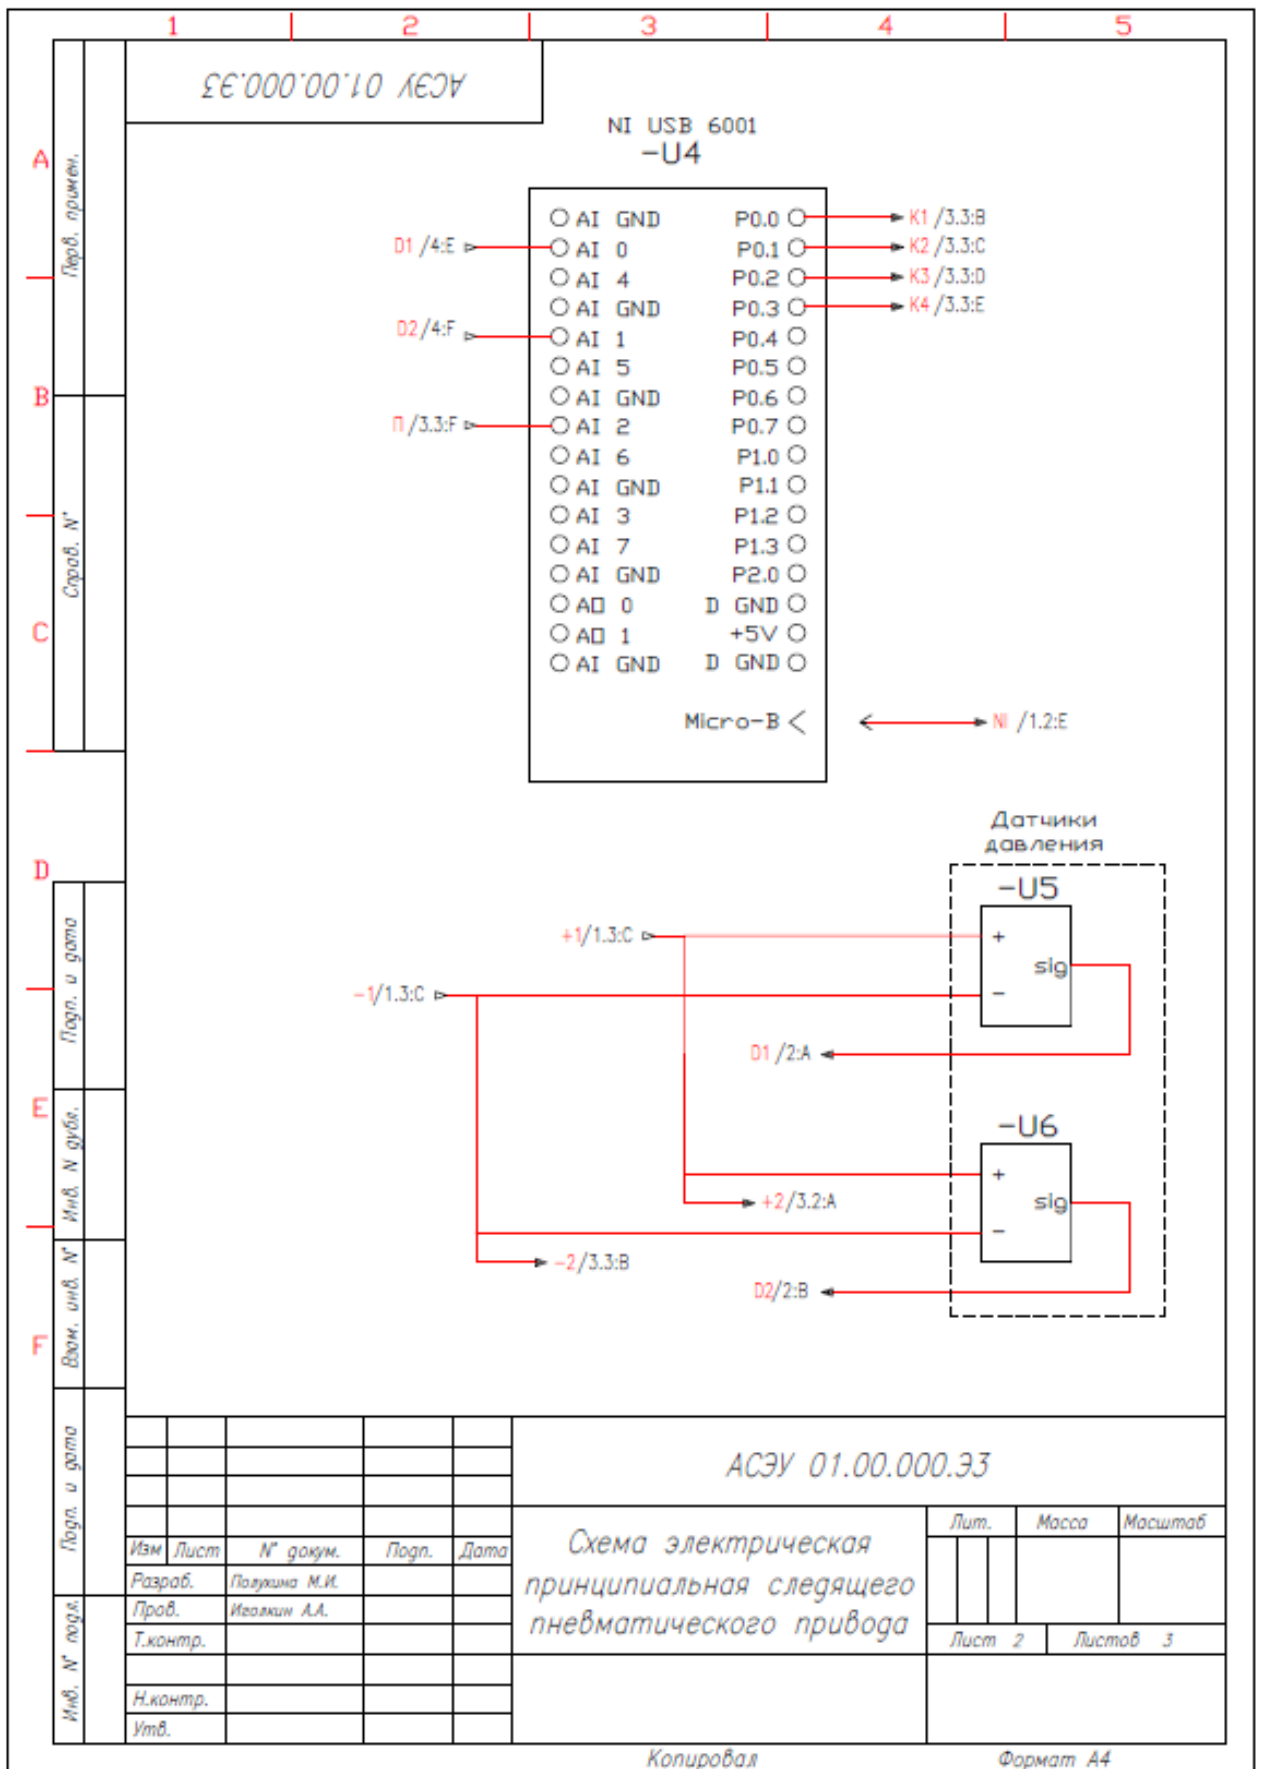 1 2 3 4 5
АСЭУ 01.00.000.ЭЗ
A
B
C
D
E
F
Перв. примен.
Справ. N°
Подп. и дата
Инв. N дубл.
Взам. инв. N°
Подп. и дата
Инв. N° подл.
NI USB 6001
-U4
AI GND P0.0 K1 /3.3:B
D1 /4:E AI 0 P0.1 K2 /3.3:C
AI 4 P0.2 K3 /3.3:D
AI GND P0.3 K4 /3.3:E
D2 /4:F AI 1 P0.4
AI 5 P0.5
AI GND P0.6
П /3.3:F AI 2 P0.7
AI 6 P1.0
AI GND P1.1
AI 3 P1.2
AI 7 P1.3
AI GND P2.0
AO 0 D GND
AO 1 +5V
AI GND D GND
Micro-B NI /1.2:E
Датчики
давления
-U5
+1/1.3:C +
sig
-1/1.3:C -
D1 /2:A
-U6
+
+2/3.2:A sig
-
-2/3.3:B
D2/2:B
АСЭУ 01.00.000.ЭЗ
Схема электрическая
принципиальная следящего
пневматического привода
Лит. Масса Масштаб
Лист 2 Листов 3
Изм Лист N° докум. Подп. Дата
Разраб. Полухина М.И.
Пров. Иголкин А.А.
Т.контр.
Н.контр.
Утв.
Копировал Формат А4